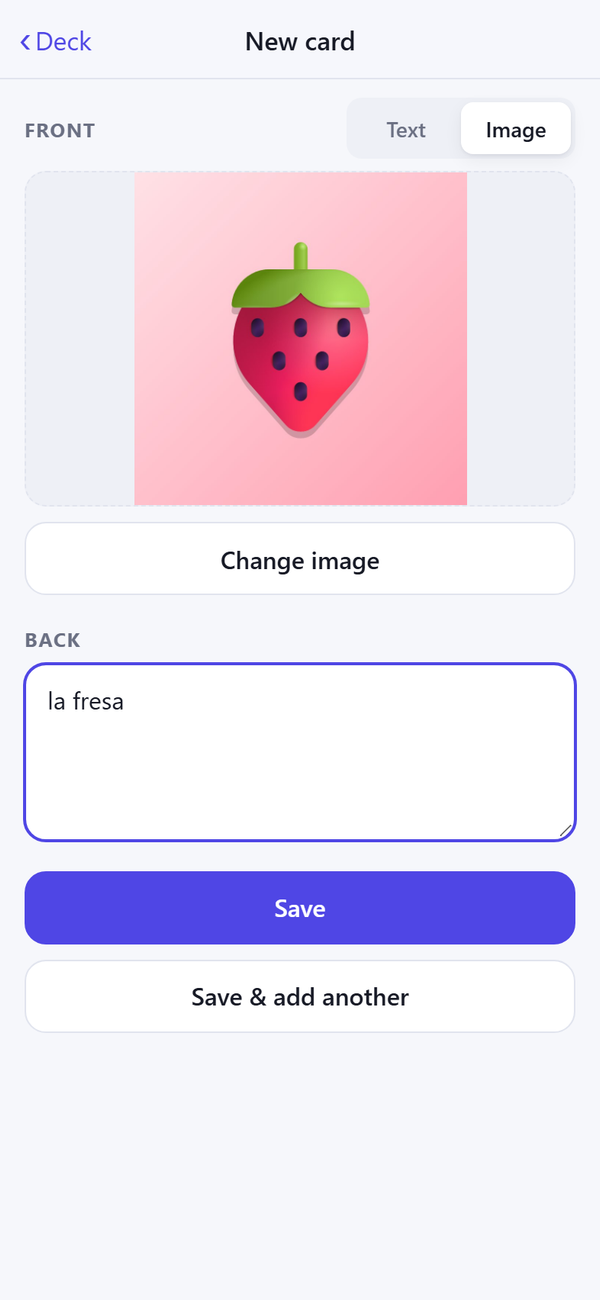 Deck
New card
FRONT
Text
Image
Change image
BACK
la fresa
Save
Save & add another